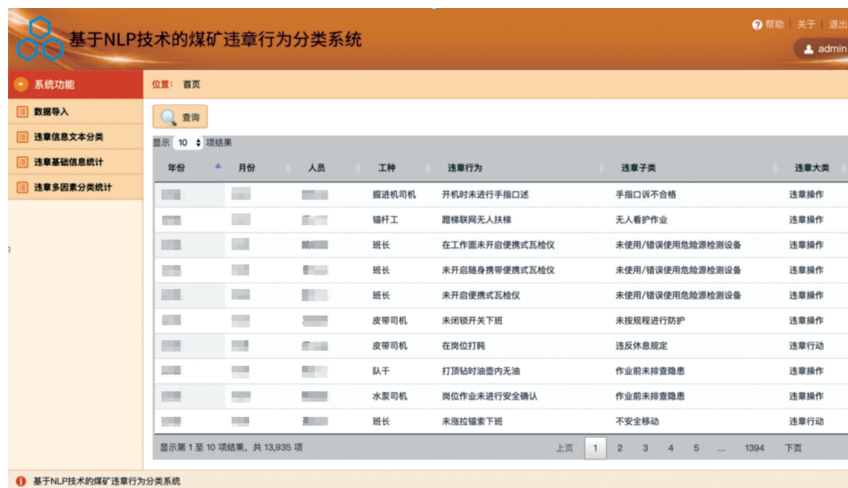 基于NLP技术的煤矿违章行为分类系统
帮助 | 关于 | 退出
admin
系统功能
位置： 首页
数据导入
违章信息文本分类
违章基础信息统计
违章多因素分类统计
查询
显示 10 项结果
年份 月份 人员 工种 违章行为 违章子类 违章大类
掘进机司机 开机时未进行手指口述 手指口诉不合格 违章操作
锚杆工 蹬梯联网无人扶梯 无人看护作业 违章操作
班长 在工作面未开启便携式瓦检仪 未使用/错误使用危险源检测设备 违章操作
班长 未开启随身携带便携式瓦检仪 未使用/错误使用危险源检测设备 违章操作
班长 未开启便携式瓦检仪 未使用/错误使用危险源检测设备 违章操作
皮带司机 未闭锁开关下班 未按规程进行防护 违章操作
皮带司机 在岗位打盹 违反休息规定 违章行动
队干 打顶钻时油壶内无油 作业前未排查隐患 违章操作
水泵司机 岗位作业未进行安全确认 作业前未排查隐患 违章操作
班长 未涨拉锚索下班 不安全移动 违章行动
显示第 1 至 10 项结果，共 13,935 项 上页 1 2 3 4 5 ... 1394 下页
基于NLP技术的煤矿违章行为分类系统